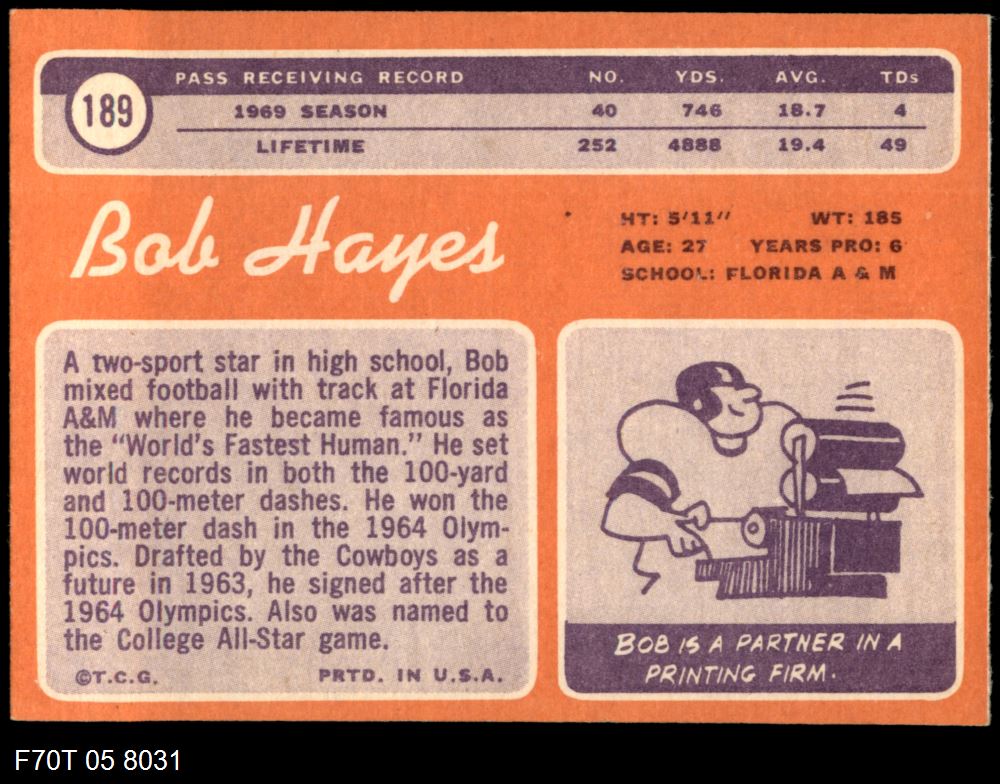 189
PASS RECEIVING RECORD NO. YDS. AVG. TDs
1969 SEASON 40 746 18.7 4
LIFETIME 252 4888 19.4 49
Bob Hayes
HT: 5'11" WT: 185
AGE: 27 YEARS PRO: 6
SCHOOL: FLORIDA A & M
A two-sport star in high school, Bob
mixed football with track at Florida
A&M where he became famous as
the "World's Fastest Human." He set
world records in both the 100-yard
and 100-meter dashes. He won the
100-meter dash in the 1964 Olym-
pics. Drafted by the Cowboys as a
future in 1963, he signed after the
1964 Olympics. Also was named to
the College All-Star game.
©T.C.G. PRTD. IN U.S.A.
BOB IS A PARTNER IN A
PRINTING FIRM.
F70T 05 8031